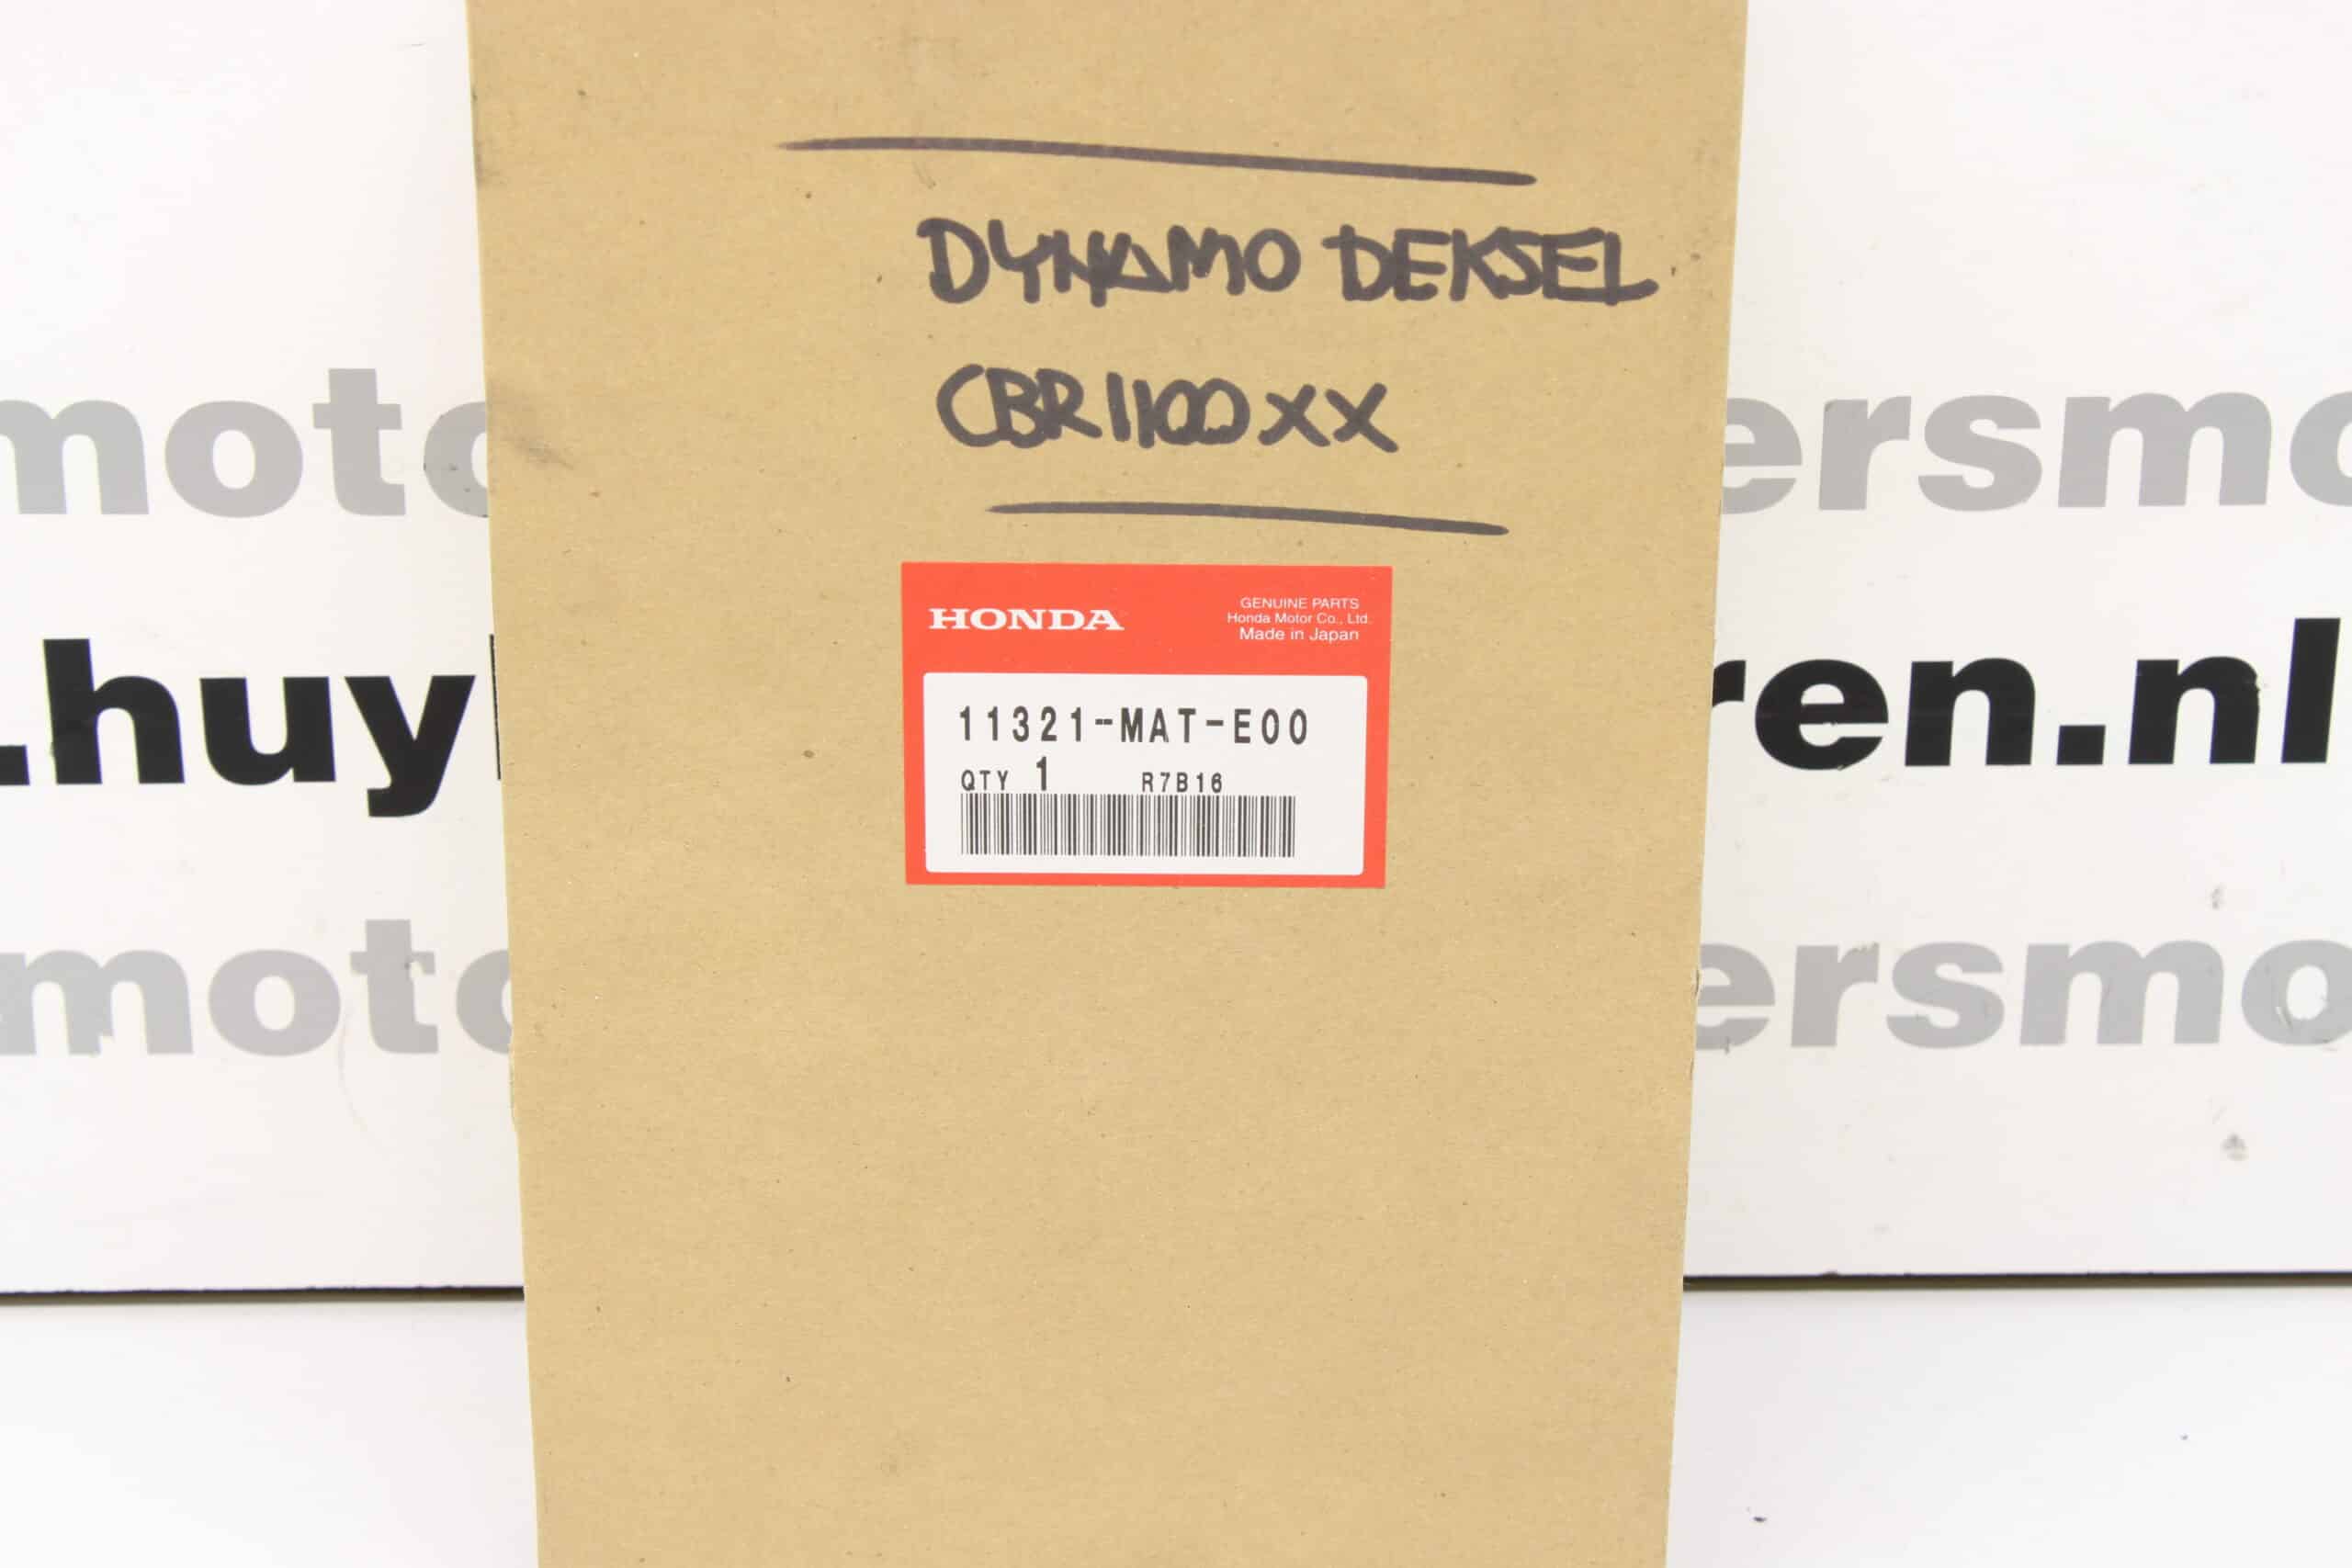 DYNAMO DEKSEL
CBR1100XX
HONDA
GENUINE PARTS
Honda Motor Co., Ltd.
Made in Japan
11321-MAT-E00
QTY 1 R7B16
moto
ersmo
.huy
ren.nl
moto
ersmo